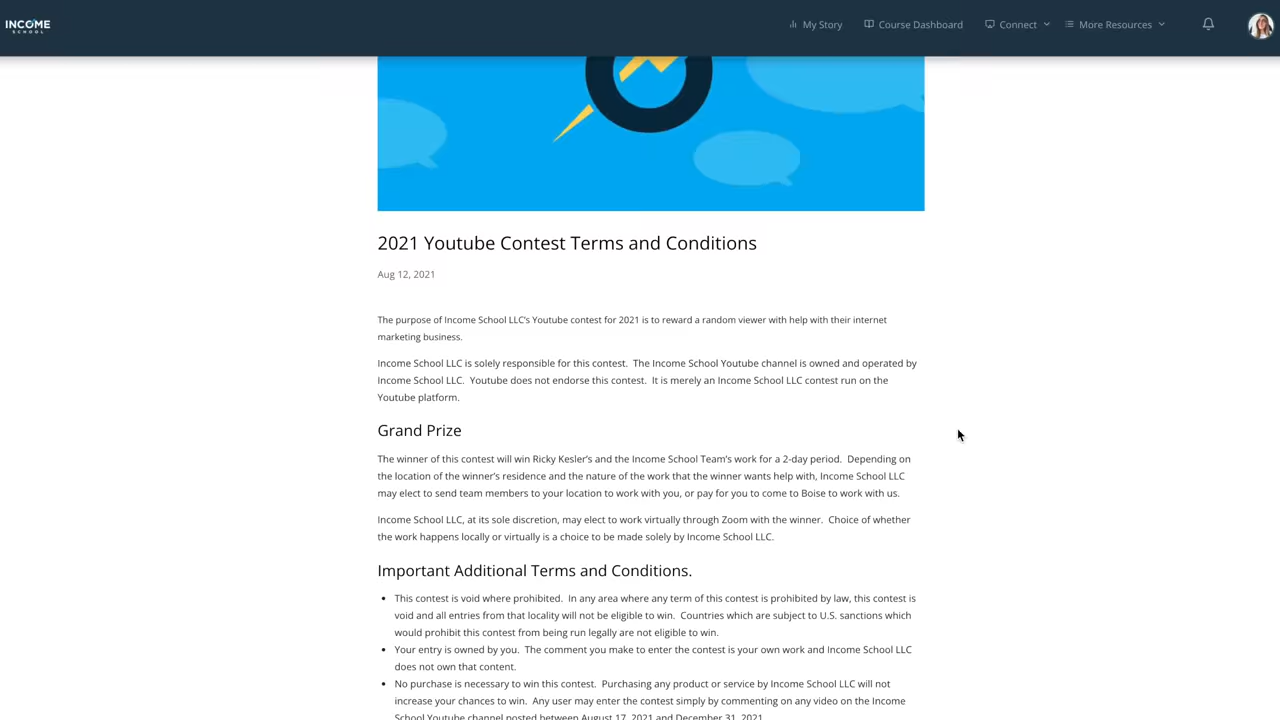 INCOME
SCHOOL
My Story
Course Dashboard
Connect
More Resources
2021 Youtube Contest Terms and Conditions
Aug 12, 2021
The purpose of Income School LLC's Youtube contest for 2021 is to reward a random viewer with help with their internet
marketing business.
Income School LLC is solely responsible for this contest.  The Income School Youtube channel is owned and operated by
Income School LLC.  Youtube does not endorse this contest.  It is merely an Income School LLC contest run on the
Youtube platform.
Grand Prize
The winner of this contest will win Ricky Kesler's and the Income School Team's work for a 2-day period.  Depending on
the location of the winner's residence and the nature of the work that the winner wants help with, Income School LLC
may elect to send team members to your location to work with you, or pay for you to come to Boise to work with us.
Income School LLC, at its sole discretion, may elect to work virtually through Zoom with the winner.  Choice of whether
the work happens locally or virtually is a choice to be made solely by Income School LLC.
Important Additional Terms and Conditions.
• This contest is void where prohibited.  In any area where any term of this contest is prohibited by law, this contest is
void and all entries from that locality will not be eligible to win.  Countries which are subject to U.S. sanctions which
would prohibit this contest from being run legally are not eligible to win.
• Your entry is owned by you.  The comment you make to enter the contest is your own work and Income School LLC
does not own that content.
• No purchase is necessary to win this contest.  Purchasing any product or service by Income School LLC will not
increase your chances to win.  Any user may enter the contest simply by commenting on any video on the Income
School Youtube channel posted between August 17, 2021 and December 31, 2021.